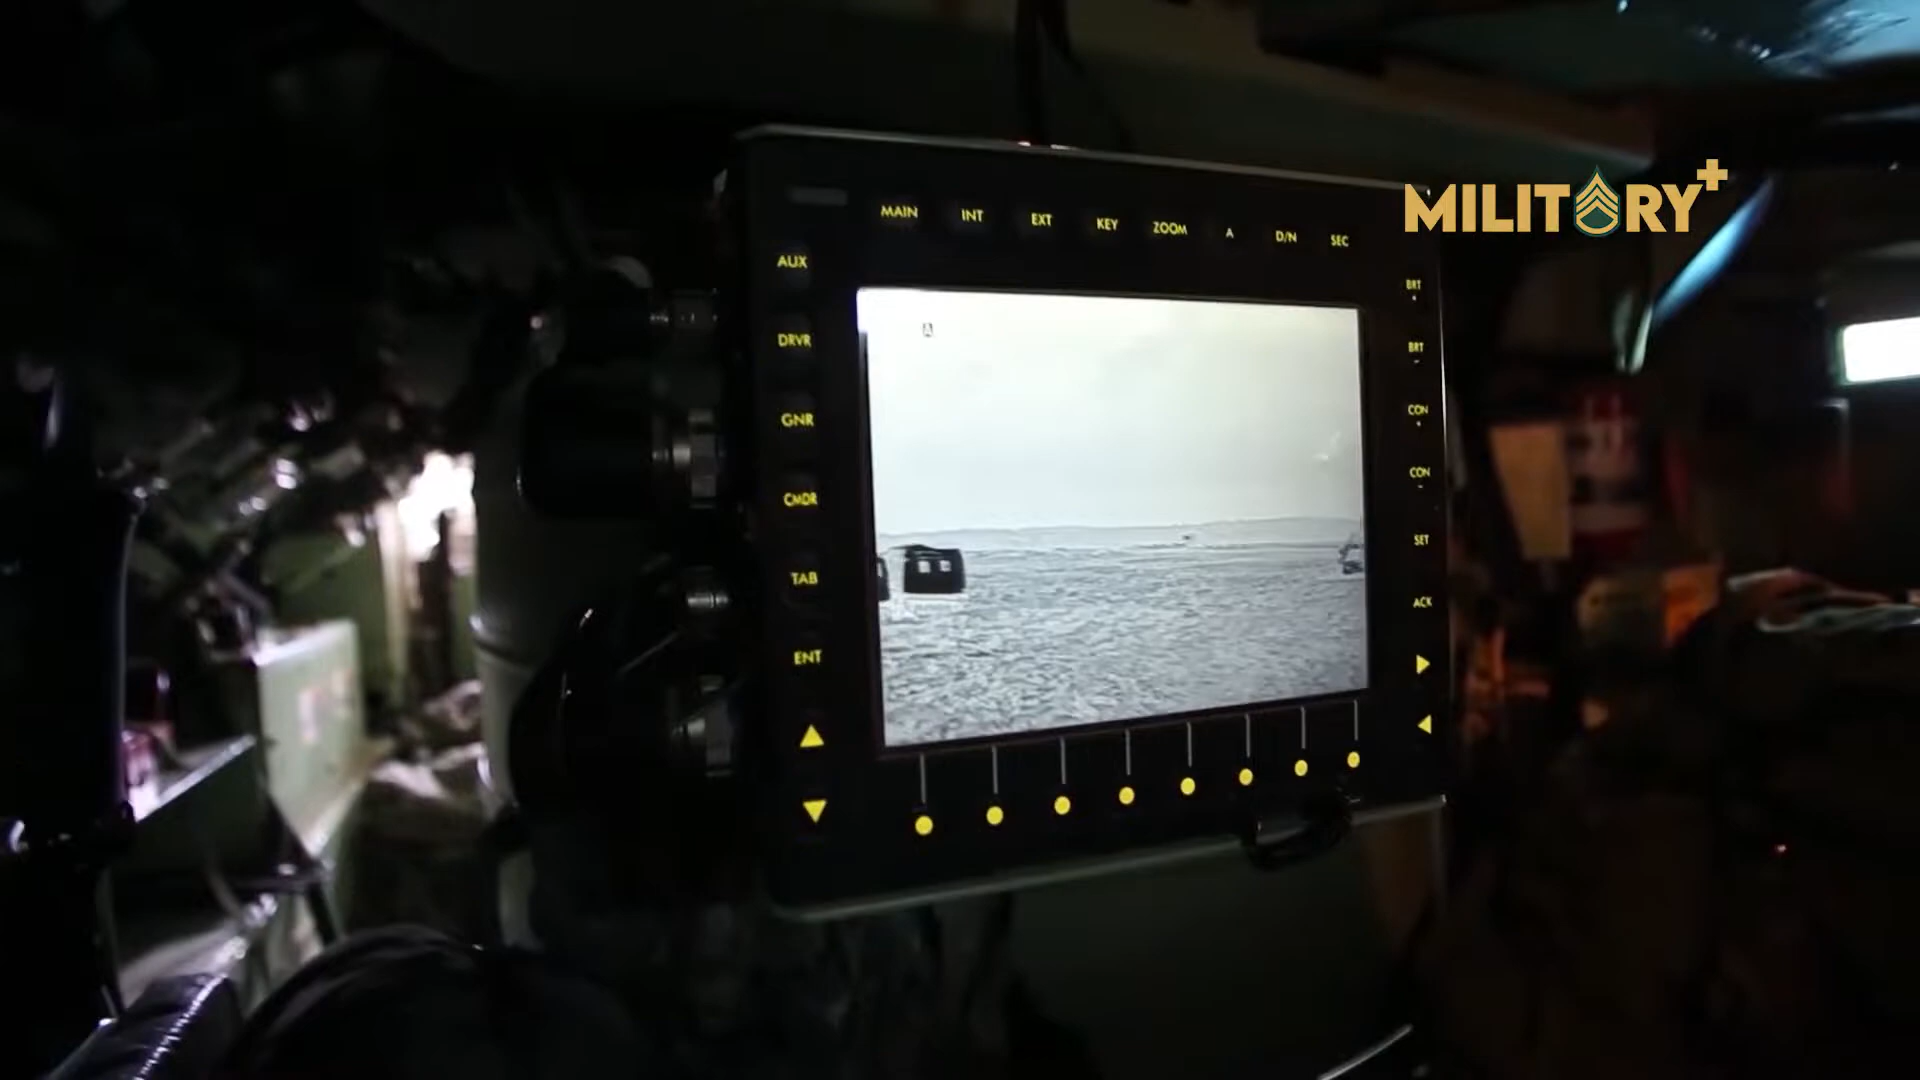 MILITARY+
MAIN INT EXT KEY ZOOM A D/N SEC
AUX
DRVR
GNR
CMDR
TAB
ENT
A
BRT
+
BRT
-
CON
+
CON
-
SET
ACK